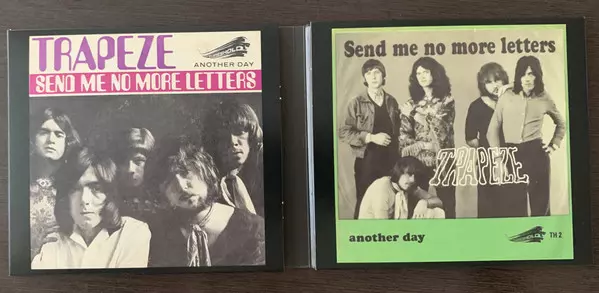 TRAPEZE
ANOTHER DAY
SEND ME NO MORE LETTERS
Send me no more letters
TRAPEZE
another day
TH 2